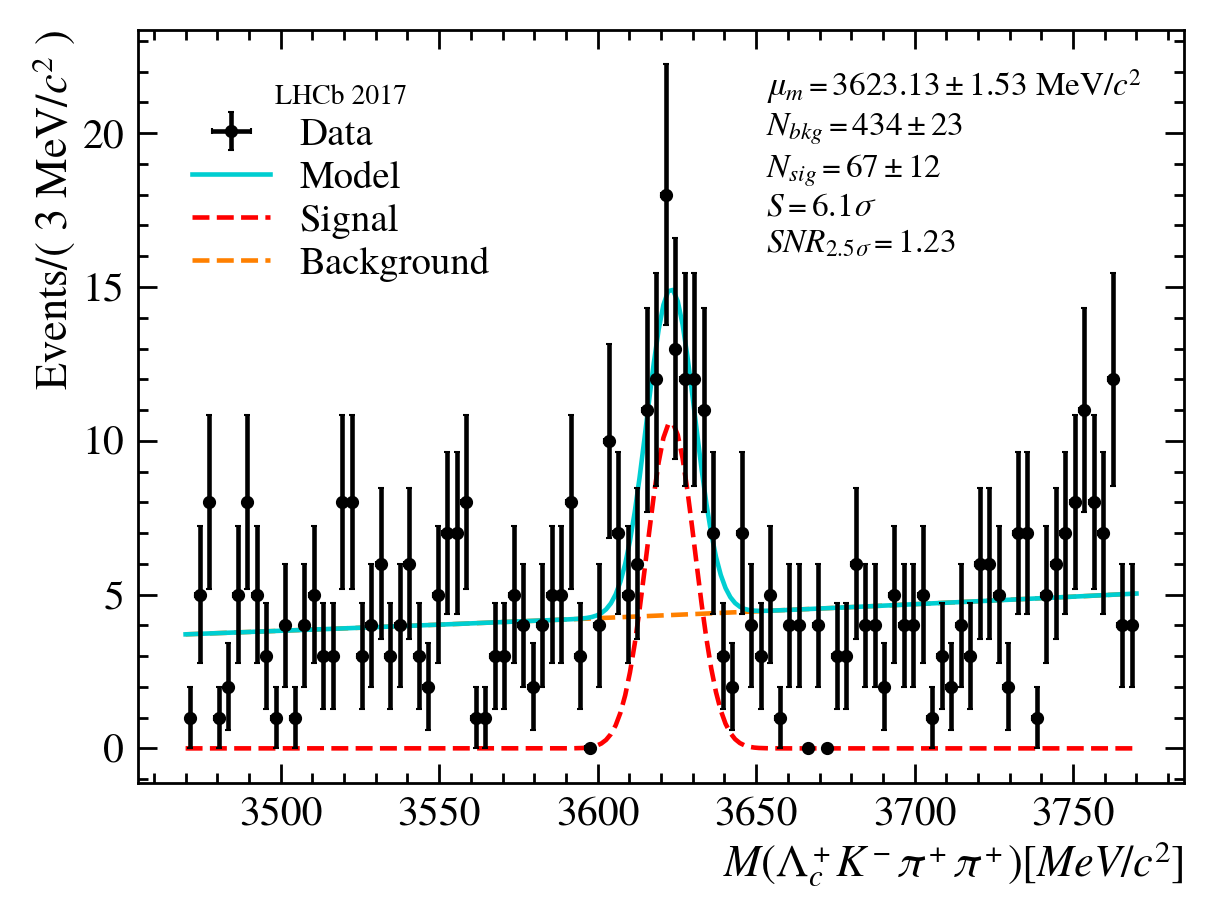 Events/( 3 MeV/c² )
LHCb 2017
Data
Model
Signal
Background
μₘ = 3623.13 ± 1.53 MeV/c²
N_bkg = 434 ± 23
N_sig = 67 ± 12
S = 6.1σ
SNR_2.5σ = 1.23
20
15
10
5
0
3500 3550 3600 3650 3700 3750
M(Λ_c⁺K⁻π⁺π⁺)[MeV/c²]